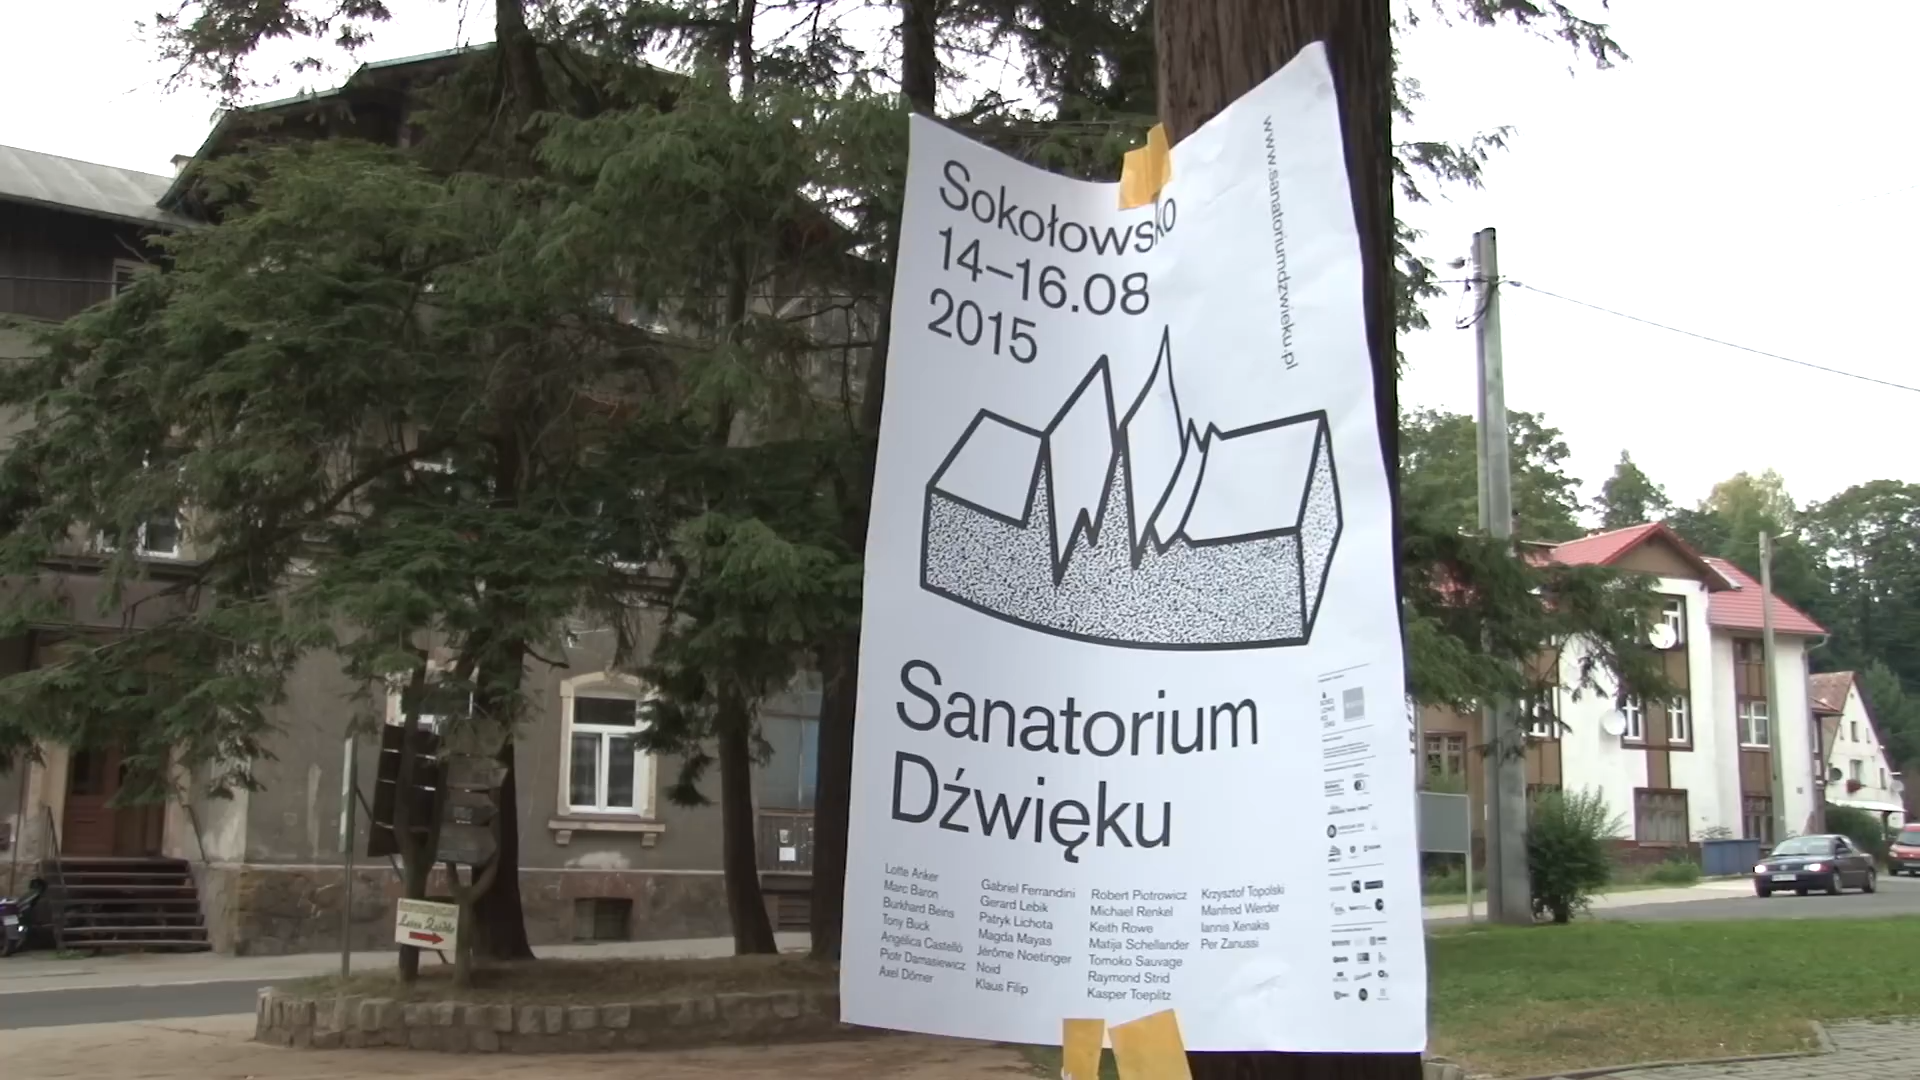 Sokołowsko
14–16.08
2015
www.sanatoriumdzwieku.pl
Sanatorium
Dźwięku
Lotte Anker
Marc Baron
Burkhard Beins
Tony Buck
Angélica Castelló
Piotr Damasiewicz
Axel Dörner
Gabriel Ferrandini
Gerard Lebik
Patryk Lichota
Magda Mayas
Jérôme Noetinger
Noid
Klaus Filip
Robert Piotrowicz
Michael Renkel
Keith Rowe
Matija Schellander
Tomoko Sauvage
Raymond Strid
Kasper Toeplitz
Krzysztof Topolski
Manfred Werder
Iannis Xenakis
Per Zanussi